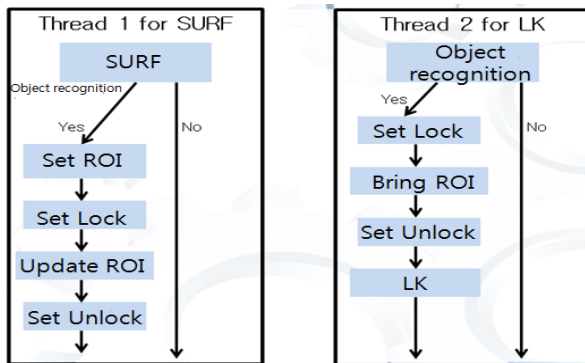 Thread 1 for SURF
SURF
Object recognition
Yes
No
Set ROI
Set Lock
Update ROI
Set Unlock
Thread 2 for LK
Object
recognition
Yes
No
Set Lock
Bring ROI
Set Unlock
LK